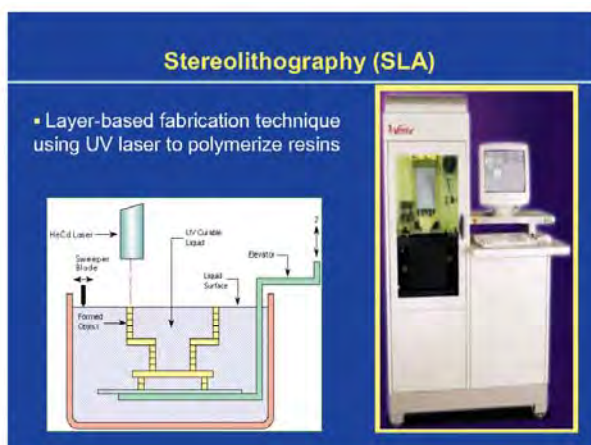 Stereolithography (SLA)
▪ Layer-based fabrication technique
using UV laser to polymerize resins
HeCd Laser
Sweeper
Blade
UV Curable
Liquid
Z
Elevator
Liquid
Surface
Formed
Object